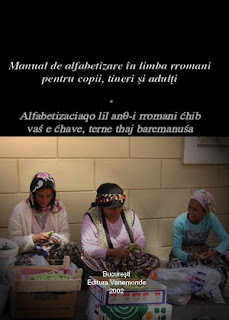 Manual de alfabetizare în limba rromani
pentru copii, tineri şi adulţi
*
Alfabetizaciaqo lil anθ-i rromani ćhib
vaś e ćhave, terne thaj baremanuśa
Bucureşti
Editura Vanemonde
2002